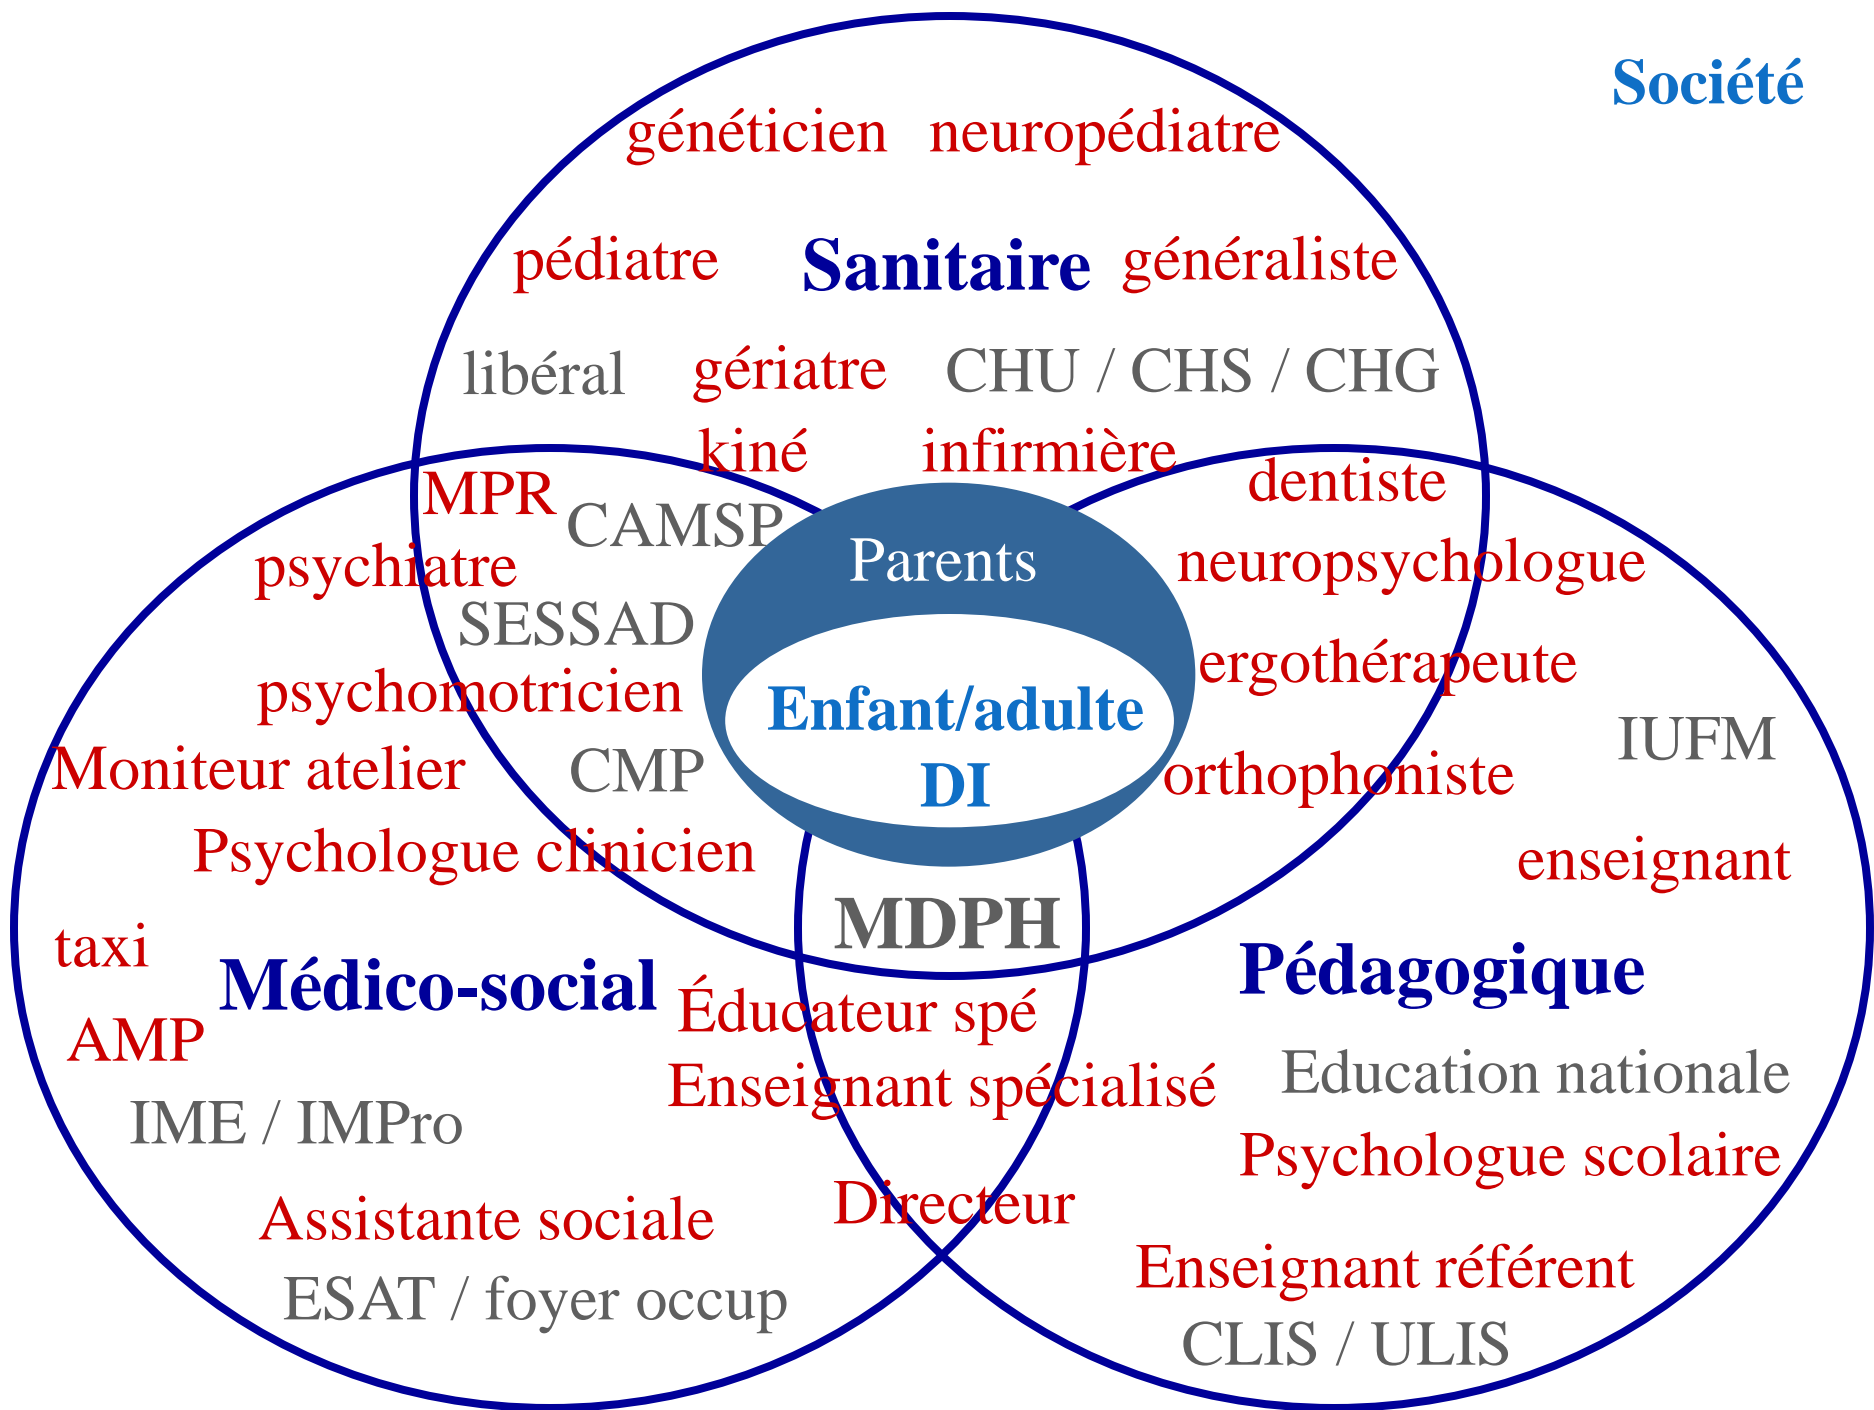 Société
généticien neuropédiatre
pédiatre Sanitaire généraliste
libéral gériatre CHU / CHS / CHG
kiné infirmière
MPR dentiste
CAMSP
Parents
psychiatre neuropsychologue
SESSAD
ergothérapeute
psychomotricien
Enfant/adulte
DI
IUFM
Moniteur atelier CMP orthophoniste
Psychologue clinicien
enseignant
MDPH
taxi
Médico-social Pédagogique
Éducateur spé
AMP
Enseignant spécialisé
Education nationale
IME / IMPro
Psychologue scolaire
Directeur
Assistante sociale
Enseignant référent
ESAT / foyer occup
CLIS / ULIS